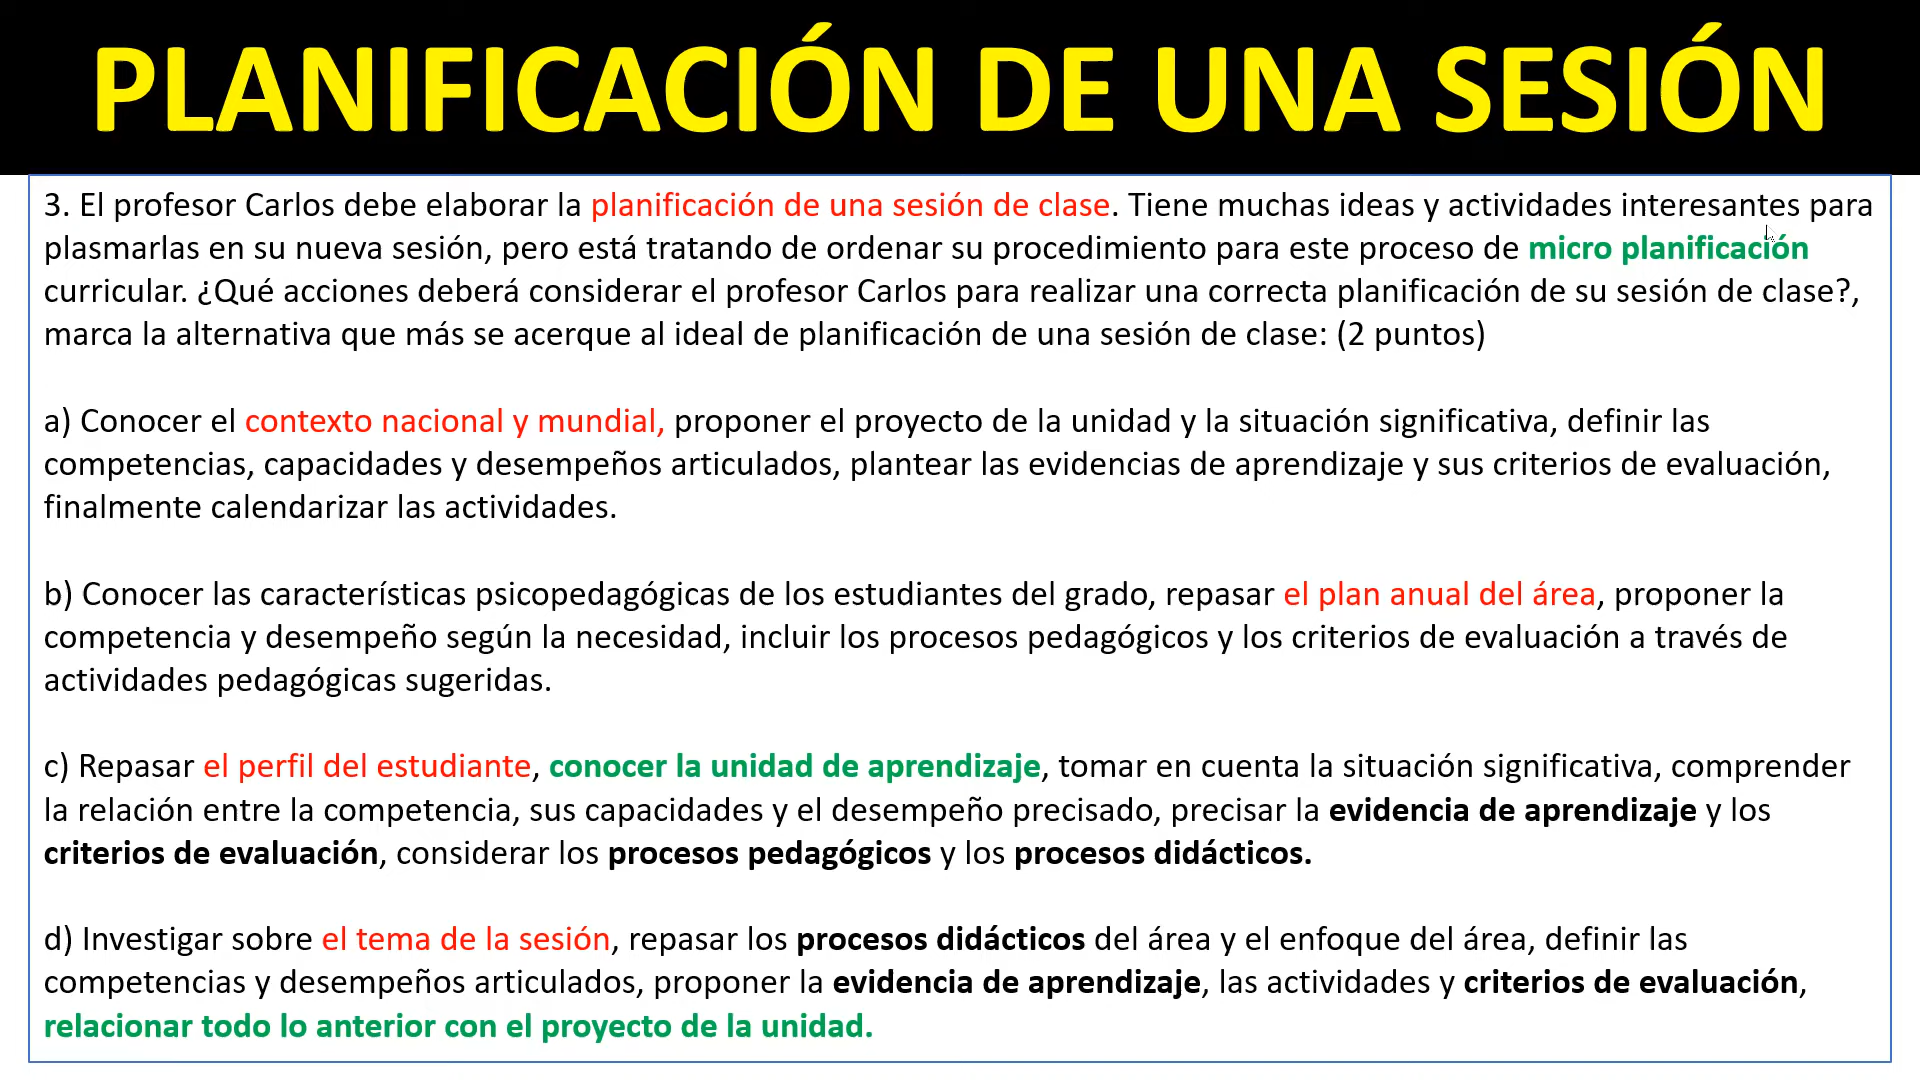 PLANIFICACIÓN DE UNA SESIÓN
3. El profesor Carlos debe elaborar la planificación de una sesión de clase. Tiene muchas ideas y actividades interesantes para
plasmarlas en su nueva sesión, pero está tratando de ordenar su procedimiento para este proceso de micro planificación
curricular. ¿Qué acciones deberá considerar el profesor Carlos para realizar una correcta planificación de su sesión de clase?,
marca la alternativa que más se acerque al ideal de planificación de una sesión de clase: (2 puntos)
a) Conocer el contexto nacional y mundial, proponer el proyecto de la unidad y la situación significativa, definir las
competencias, capacidades y desempeños articulados, plantear las evidencias de aprendizaje y sus criterios de evaluación,
finalmente calendarizar las actividades.
b) Conocer las características psicopedagógicas de los estudiantes del grado, repasar el plan anual del área, proponer la
competencia y desempeño según la necesidad, incluir los procesos pedagógicos y los criterios de evaluación a través de
actividades pedagógicas sugeridas.
c) Repasar el perfil del estudiante, conocer la unidad de aprendizaje, tomar en cuenta la situación significativa, comprender
la relación entre la competencia, sus capacidades y el desempeño precisado, precisar la evidencia de aprendizaje y los
criterios de evaluación, considerar los procesos pedagógicos y los procesos didácticos.
d) Investigar sobre el tema de la sesión, repasar los procesos didácticos del área y el enfoque del área, definir las
competencias y desempeños articulados, proponer la evidencia de aprendizaje, las actividades y criterios de evaluación,
relacionar todo lo anterior con el proyecto de la unidad.